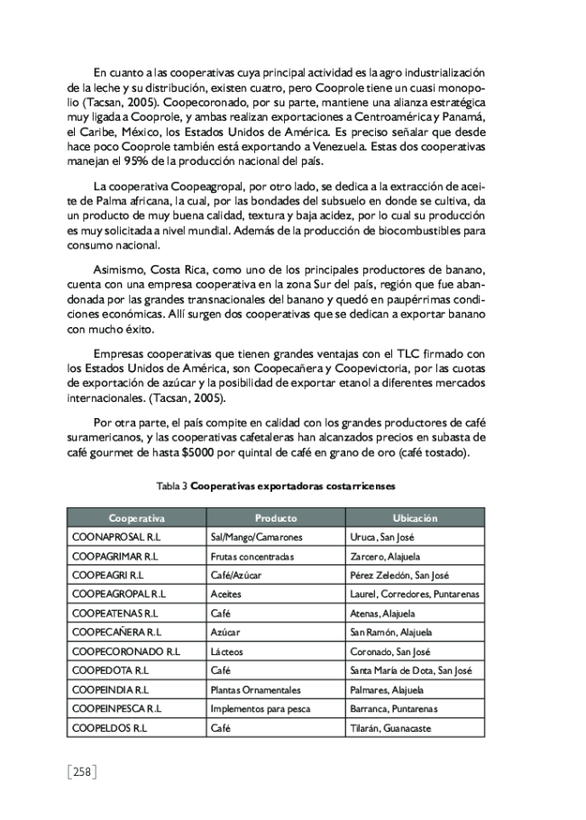 En cuanto a las cooperativas cuya principal actividad es la agro industrialización
de la leche y su distribución, existen cuatro, pero Cooprole tiene un cuasi monopo-
lio (Tacsan, 2005). Coopecoronado, por su parte, mantiene una alianza estratégica
muy ligada a Cooprole, y ambas realizan exportaciones a Centroamérica y Panamá,
el Caribe, México, los Estados Unidos de América. Es preciso señalar que desde
hace poco Cooprole también está exportando a Venezuela. Estas dos cooperativas
manejan el 95% de la producción nacional del país.
La cooperativa Coopeagropal, por otro lado, se dedica a la extracción de acei-
te de Palma africana, la cual, por las bondades del subsuelo en donde se cultiva, da
un producto de muy buena calidad, textura y baja acidez, por lo cual su producción
es muy solicitada a nivel mundial. Además de la producción de biocombustibles para
consumo nacional.
Asimismo, Costa Rica, como uno de los principales productores de banano,
cuenta con una empresa cooperativa en la zona Sur del país, región que fue aban-
donada por las grandes transnacionales del banano y quedó en paupérrimas condi-
ciones económicas. Allí surgen dos cooperativas que se dedican a exportar banano
con mucho éxito.
Empresas cooperativas que tienen grandes ventajas con el TLC firmado con
los Estados Unidos de América, son Coopecañera y Coopevictoria, por las cuotas
de exportación de azúcar y la posibilidad de exportar etanol a diferentes mercados
internacionales. (Tacsan, 2005).
Por otra parte, el país compite en calidad con los grandes productores de café
suramericanos, y las cooperativas cafetaleras han alcanzados precios en subasta de
café gourmet de hasta $5000 por quintal de café en grano de oro (café tostado).
Tabla 3 Cooperativas exportadoras costarricenses
Cooperativa Producto Ubicación
COONAPROSAL R.L Sal/Mango/Camarones Uruca, San José
COOPAGRIMAR R.L Frutas concentradas Zarcero, Alajuela
COOPEAGRI R.L Café/Azúcar Pérez Zeledón, San José
COOPEAGROPAL R.L Aceites Laurel, Corredores, Puntarenas
COOPEATENAS R.L Café Atenas, Alajuela
COOPECAÑERA R.L Azúcar San Ramón, Alajuela
COOPECORONADO R.L Lácteos Coronado, San José
COOPEDOTA R.L Café Santa María de Dota, San José
COOPEINDIA R.L Plantas Ornamentales Palmares, Alajuela
COOPEINPESCA R.L Implementos para pesca Barranca, Puntarenas
COOPELDOS R.L Café Tilarán, Guanacaste
[258]